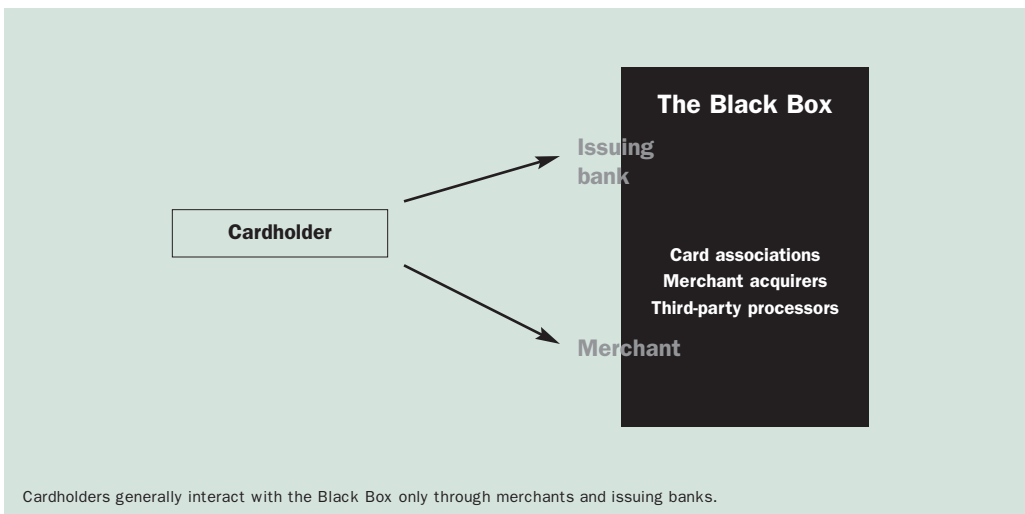 The Black Box
Issuing
bank
Cardholder
Card associations
Merchant acquirers
Third-party processors
Merchant
Cardholders generally interact with the Black Box only through merchants and issuing banks.